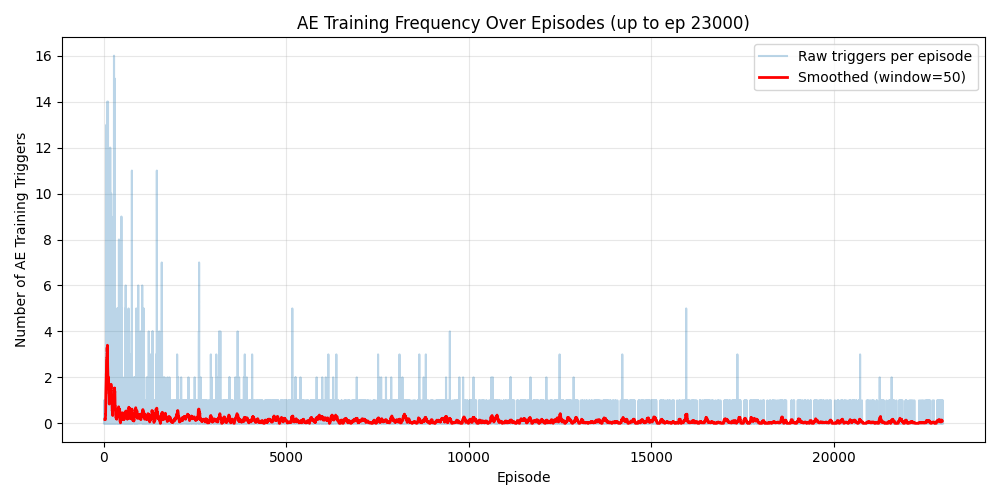 AE Training Frequency Over Episodes (up to ep 23000)
Raw triggers per episode
Smoothed (window=50)
Number of AE Training Triggers
16
14
12
10
8
6
4
2
0
0
5000
10000
15000
20000
Episode